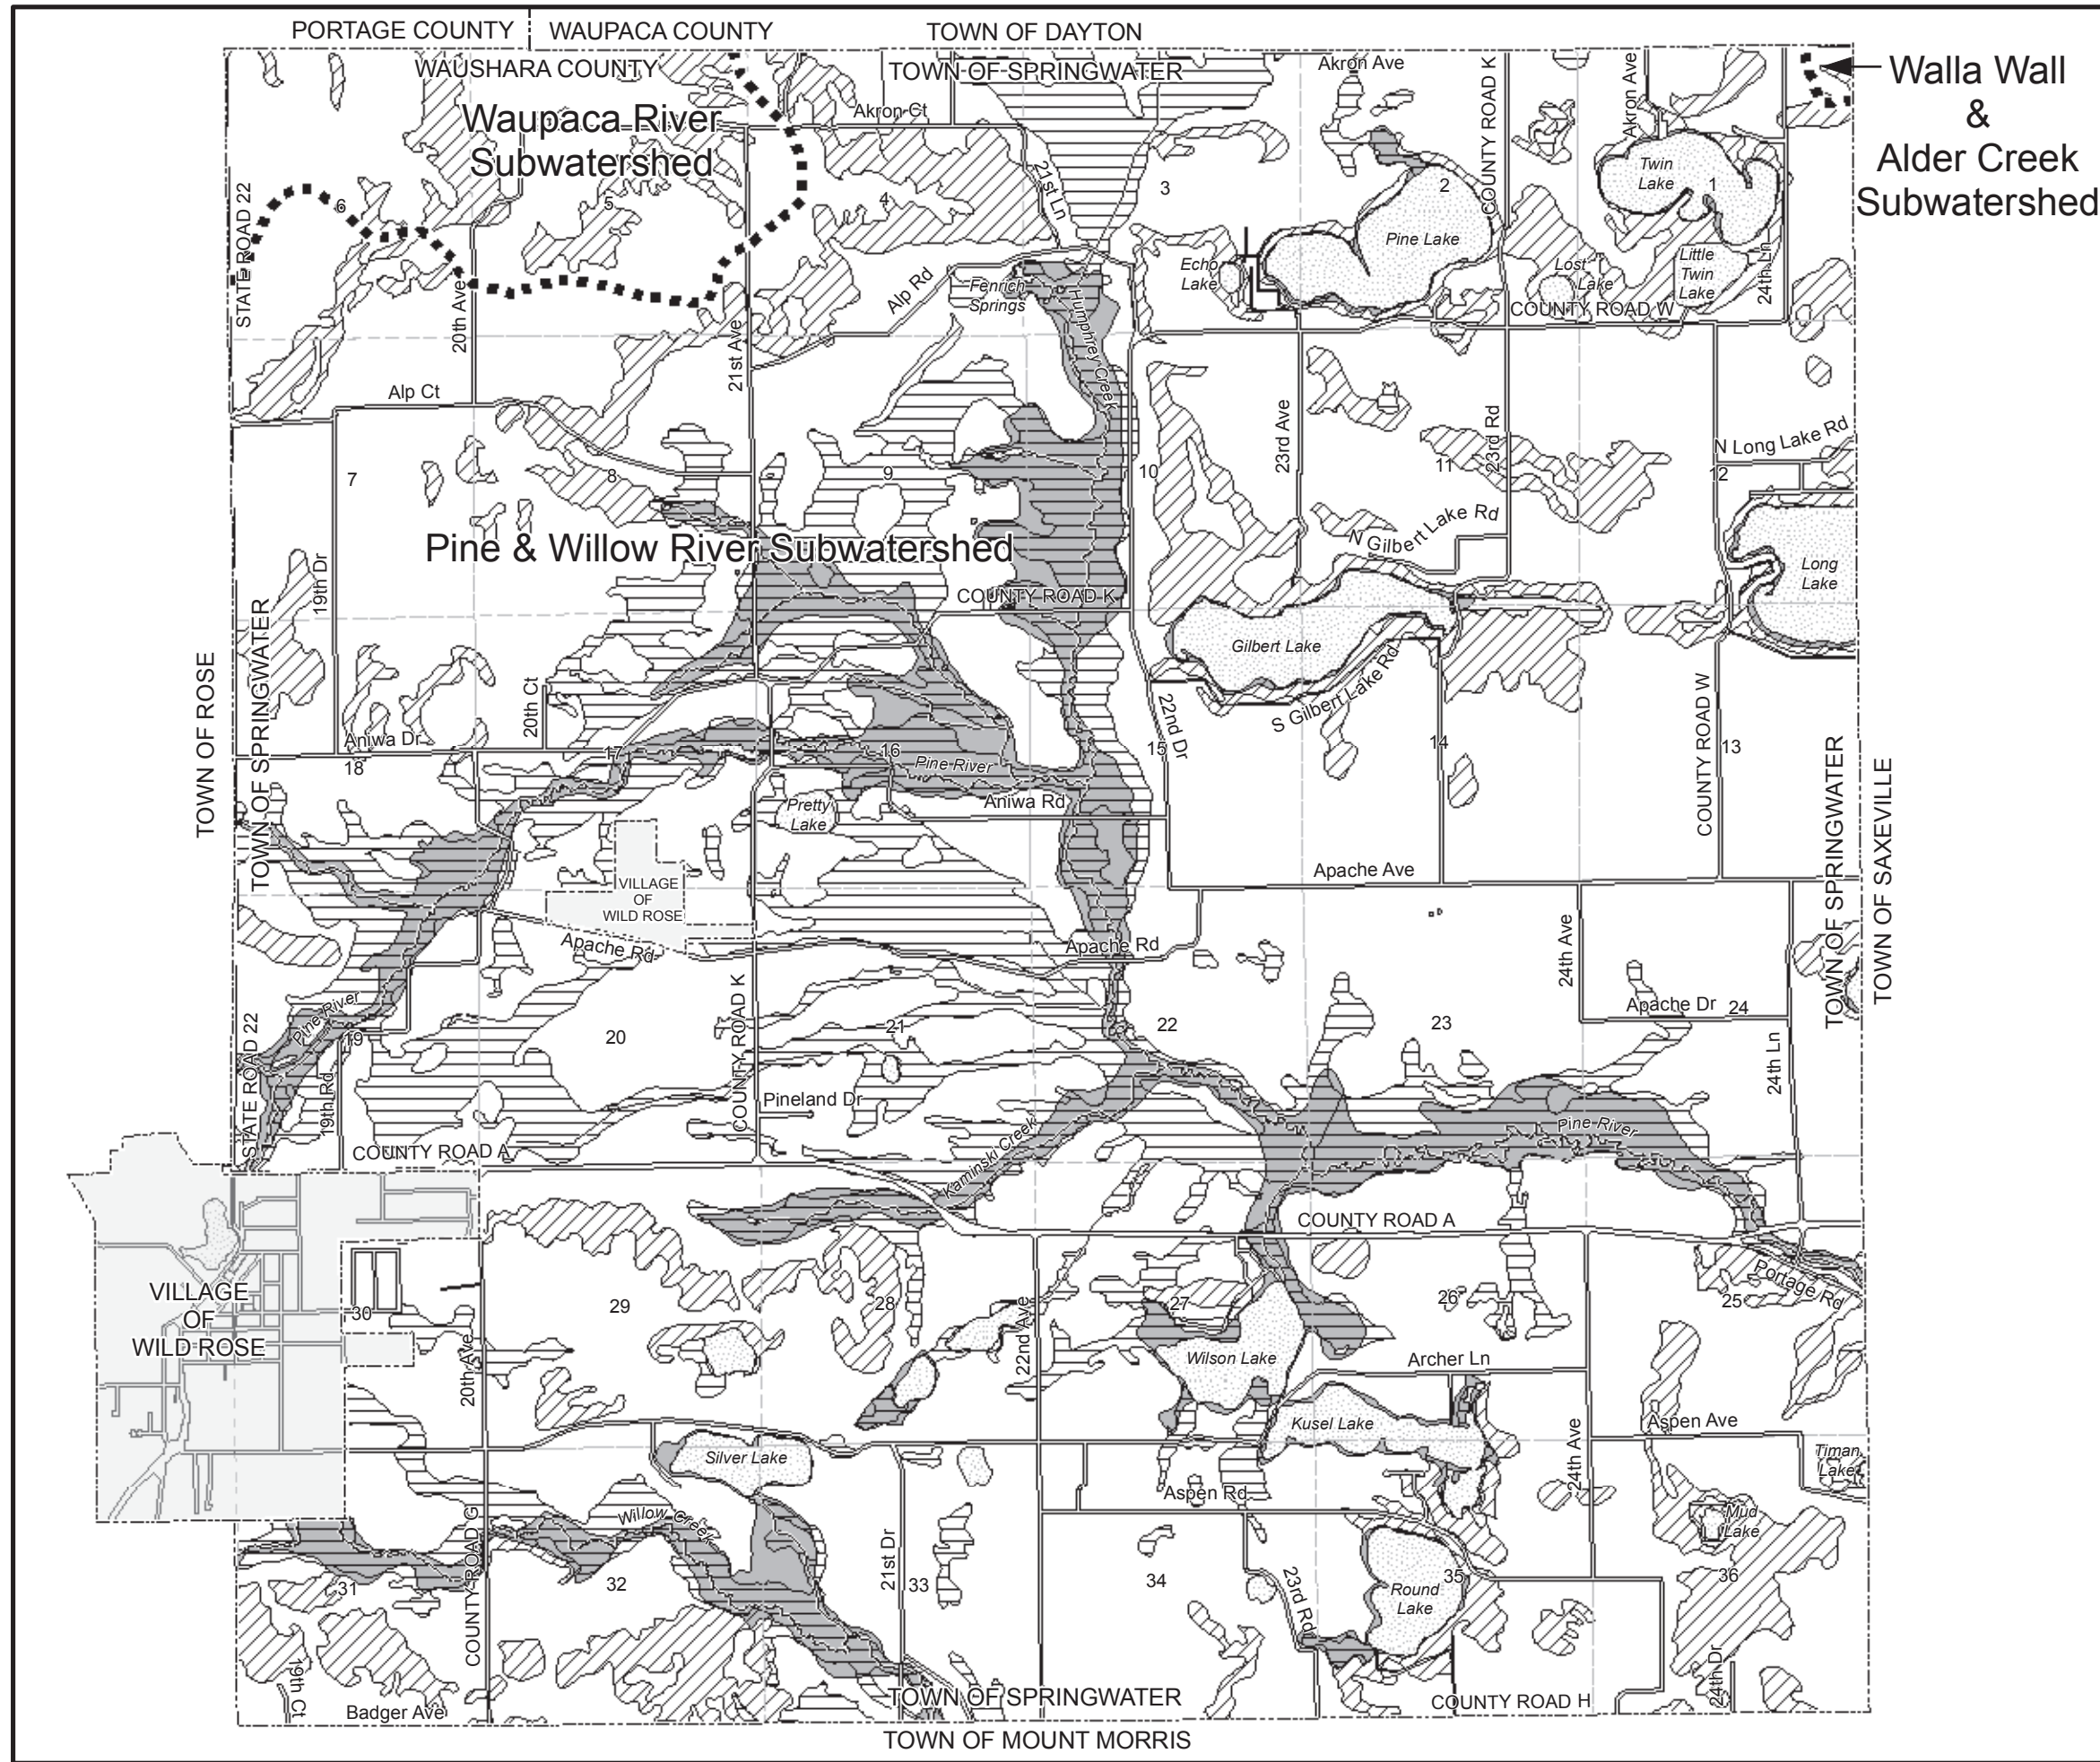 PORTAGE COUNTY
WAUPACA COUNTY
TOWN OF DAYTON
WAUSHARA COUNTY
TOWN OF SPRINGWATER
Akron Ave
COUNTY ROAD K
Akron Ave
Walla Wall
&
Alder Creek
Subwatershed
Waupaca River
Subwatershed
Akron Ct
21st Ln
STATE ROAD 22
6
5
4
3
2
1
Twin
Lake
Pine Lake
Echo
Lake
Lost
Lake
Little
Twin
Lake
24th Ln
COUNTY ROAD W
Alp Rd
Fenrich
Springs
Humphrey Creek
20th Ave
21st Ave
Alp Ct
23rd Ave
23rd Rd
N Long Lake Rd
7
8
9
10
11
12
N Gilbert Lake Rd
Pine & Willow River Subwatershed
Long
Lake
19th Dr
COUNTY ROAD K
Gilbert Lake
S Gilbert Lake Rd
TOWN OF ROSE
TOWN OF SPRINGWATER
20th Ct
22nd Dr
COUNTY ROAD W
Aniwa Dr
18
17
16
15
14
13
Pine River
Aniwa Rd
Pretty
Lake
TOWN OF SPRINGWATER
TOWN OF SAXEVILLE
Apache Ave
VILLAGE
OF
WILD ROSE
Apache Rd
Apache Rd
24th Ave
Apache Dr
24
Pine River
STATE ROAD 22
19
19th Rd
20
COUNTY ROAD K
21
22
23
24th Ln
Pineland Dr
Kaminski Creek
Pine River
COUNTY ROAD A
COUNTY ROAD A
Portage Rd
VILLAGE
OF
WILD ROSE
30
29
28
27
26
25
20th Ave
22nd Ave
Wilson Lake
Archer Ln
Kusel Lake
24th Ave
Aspen Ave
Timan
Lake
Silver Lake
Aspen Rd
Mud
Lake
Willow Creek
COUNTY ROAD G
21st Dr
31
32
33
34
35
36
Round
Lake
23rd Rd
19th Ct
24th Dr
Badger Ave
TOWN OF SPRINGWATER
COUNTY ROAD H
TOWN OF MOUNT MORRIS